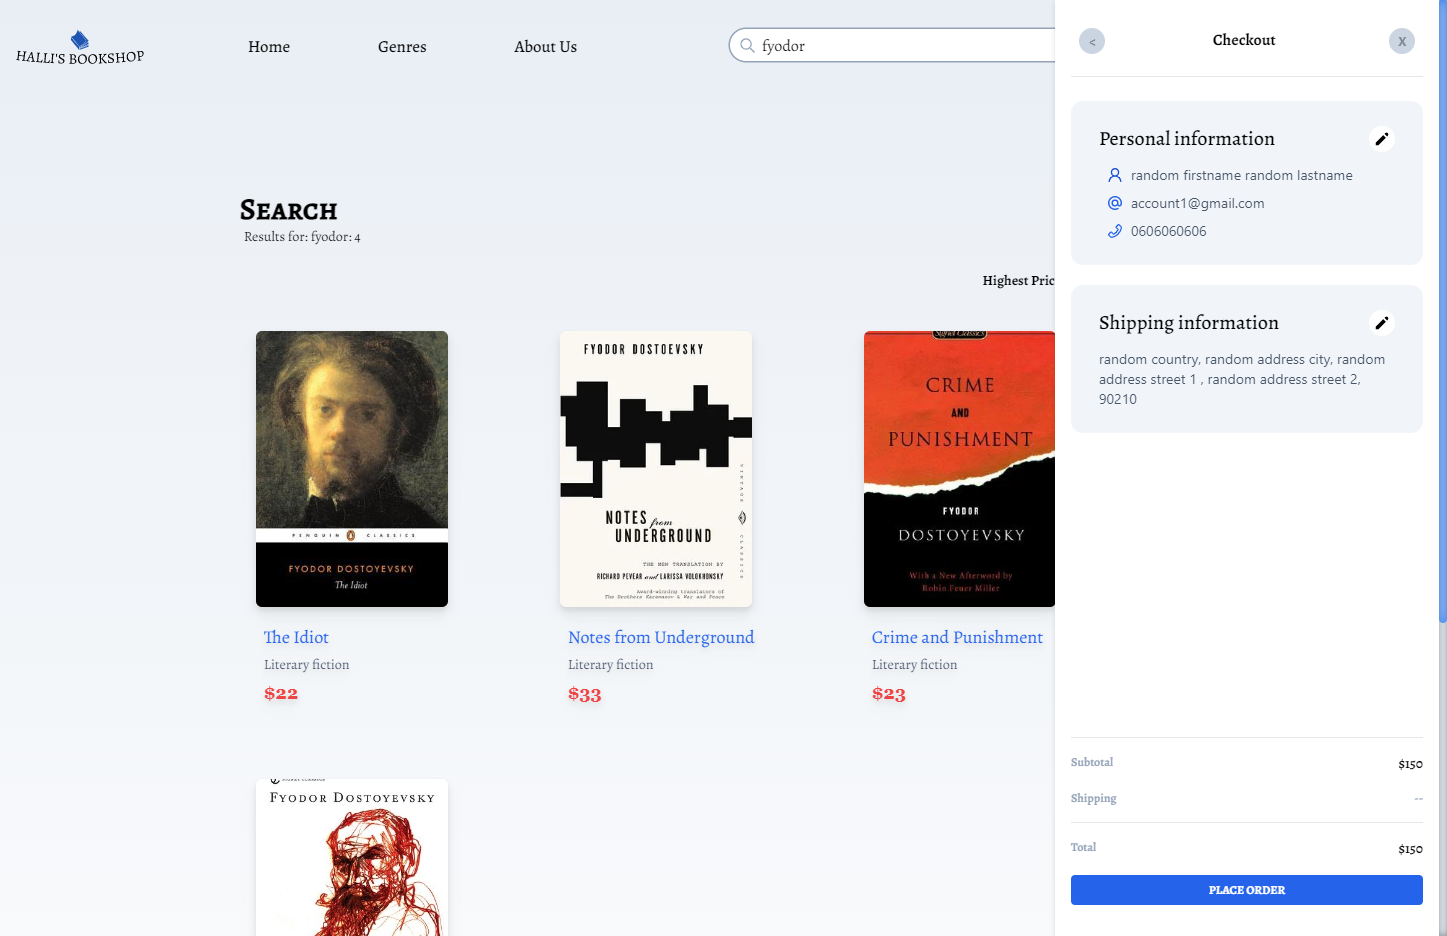 HALLI'S BOOKSHOP
Home
Genres
About Us
fyodor
SEARCH
Results for: fyodor: 4
Highest Pric
FYODOR DOSTOYEVSKY
The Idiot
PENGUIN CLASSICS
The Idiot
Literary fiction
$22
FYODOR DOSTOEVSKY
NOTES from
UNDERGROUND
VINTAGE CLASSICS
THE NEW TRANSLATION BY
RICHARD PEVEAR and LARISSA VOLOKHONSKY
Award-winning translators of
The Brothers Karamazov & War and Peace
Notes from Underground
Literary fiction
$33
Signet Classics
CRIME
AND
PUNISHMENT
FYODOR
DOSTOYEVSKY
With a New Afterword by
Robin Feuer Miller
Crime and Punishment
Literary fiction
$23
FYODOR DOSTOYEVSKY
<
Checkout
X
Personal information
random firstname random lastname
account1@gmail.com
0606060606
Shipping information
random country, random address city, random
address street 1 , random address street 2,
90210
Subtotal
$150
Shipping
--
Total
$150
PLACE ORDER